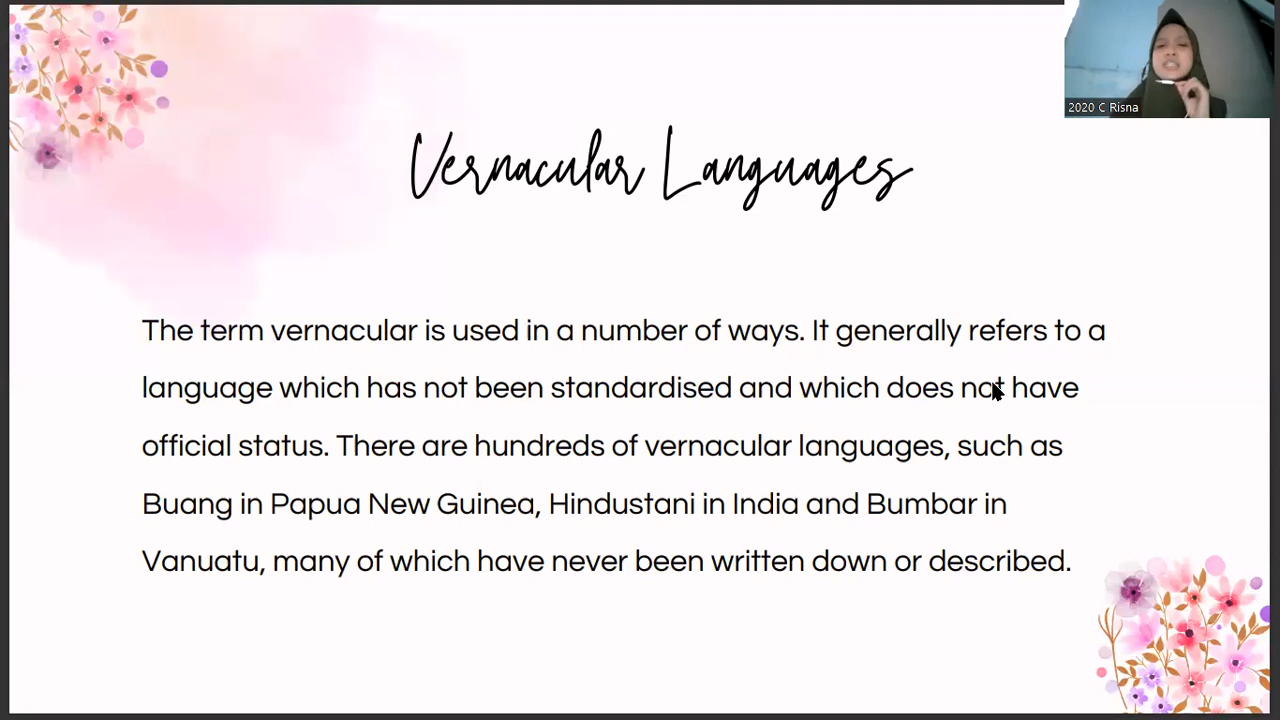 2020 C Risna
Vernacular Languages
The term vernacular is used in a number of ways. It generally refers to a
language which has not been standardised and which does not have
official status. There are hundreds of vernacular languages, such as
Buang in Papua New Guinea, Hindustani in India and Bumbar in
Vanuatu, many of which have never been written down or described.